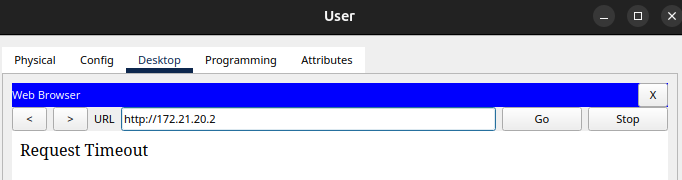 User
Physical Config Desktop Programming Attributes
Web Browser X
< > URL http://172.21.20.2 Go Stop
Request Timeout